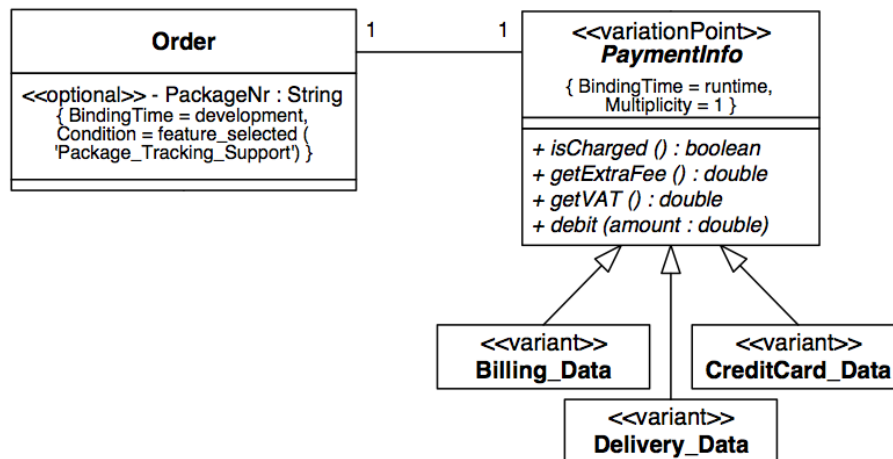 Order
<<optional>> - PackageNr : String
{ BindingTime = development,
Condition = feature_selected (
'Package_Tracking_Support') }
1
1
<<variationPoint>>
PaymentInfo
{ BindingTime = runtime,
Multiplicity = 1 }
+ isCharged () : boolean
+ getExtraFee () : double
+ getVAT () : double
+ debit (amount : double)
<<variant>>
Billing_Data
<<variant>>
CreditCard_Data
<<variant>>
Delivery_Data